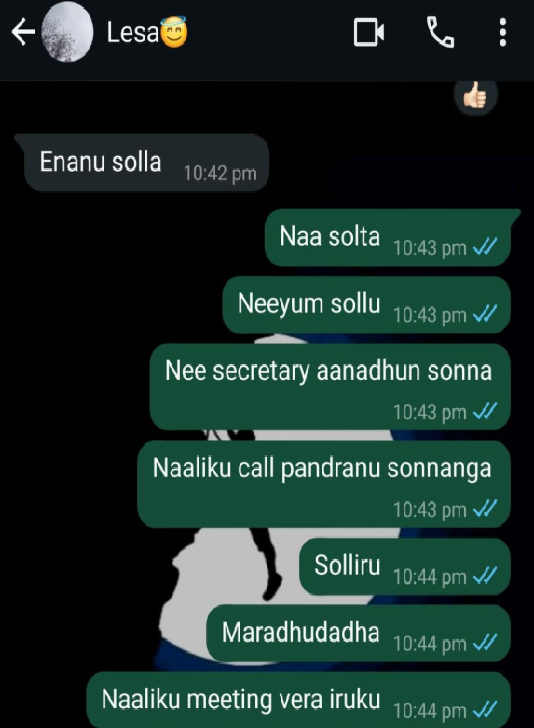 Lesa😇
Enanu solla
10:42 pm
Naa solta
10:43 pm
Neeyum sollu
10:43 pm
Nee secretary aanadhun sonna
10:43 pm
Naaliku call pandranu sonnanga
10:43 pm
Solliru
10:44 pm
Maradhudadha
10:44 pm
Naaliku meeting vera iruku
10:44 pm